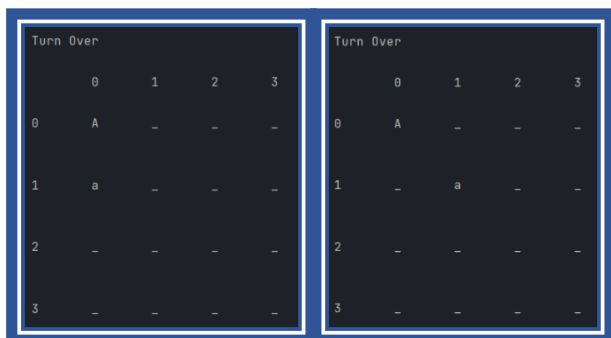 Turn Over
0 1 2 3
0 A _ _ _
1 a _ _ _
2 _ _ _ _
3 _ _ _ _
Turn Over
0 1 2 3
0 A _ _ _
1 _ a _ _
2 _ _ _ _
3 _ _ _ _